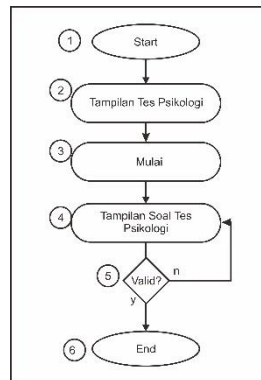 1
Start
2
Tampilan Tes Psikologi
3
Mulai
4
Tampilan Soal Tes
Psikologi
5
Valid?
n
y
6
End